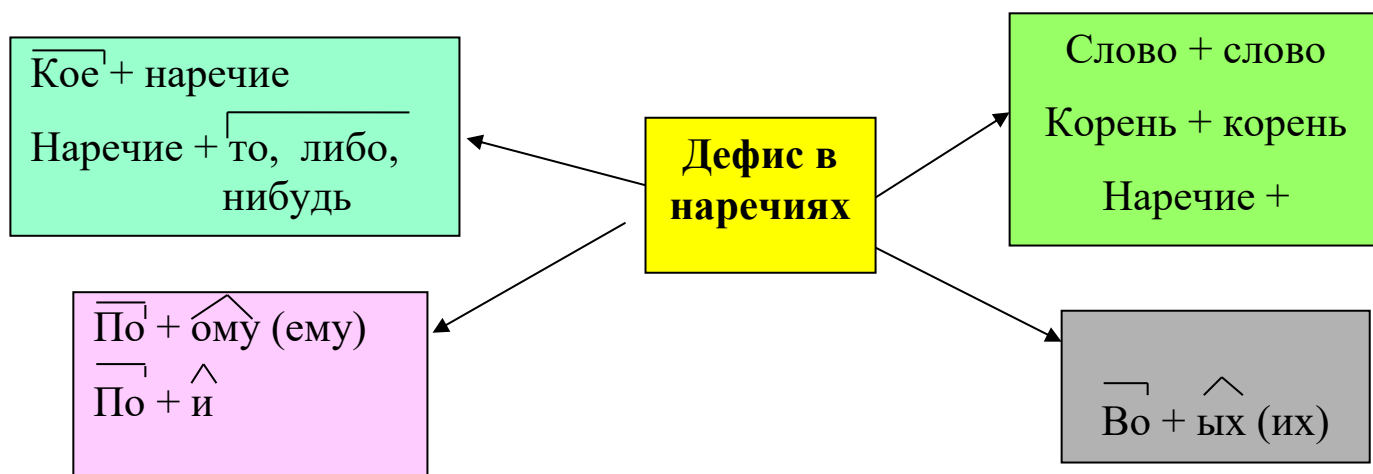 Кое + наречие
Наречие + то, либо,
нибудь
Дефис в
наречиях
Слово + слово
Корень + корень
Наречие +
По + ому (ему)
По + и
Во + ых (их)